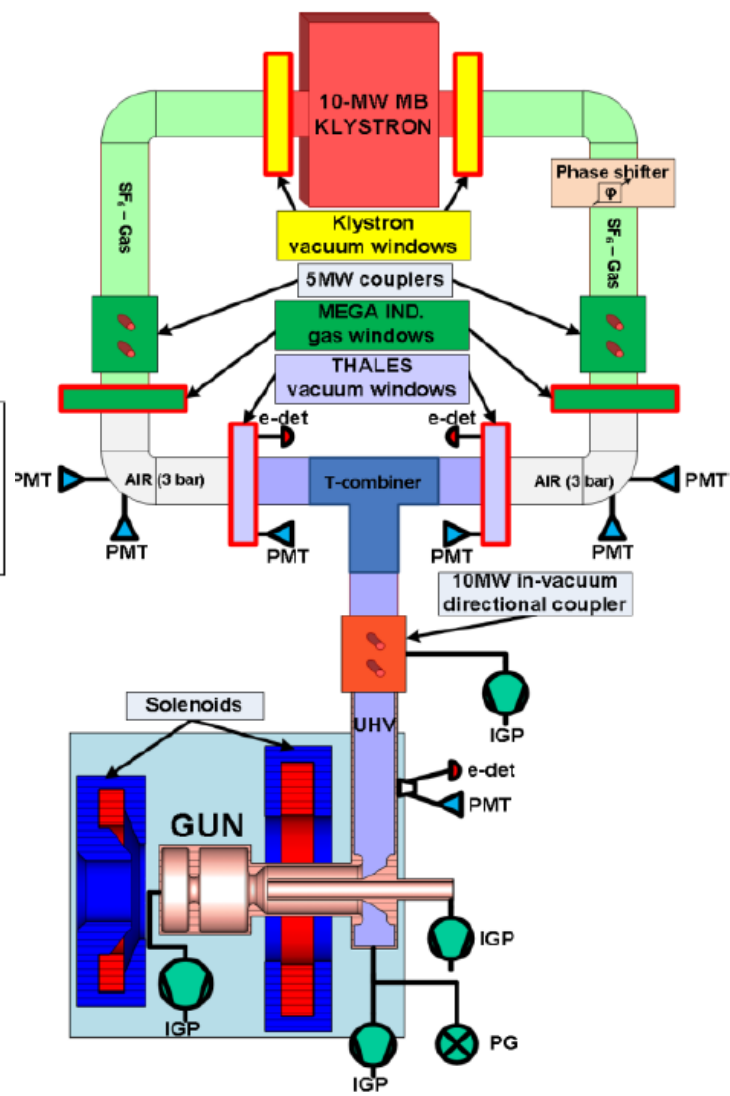 10-MW MB
KLYSTRON
Phase shifter
φ
SF₆ – Gas
SF₆ – Gas
Klystron
vacuum windows
5MW couplers
MEGA IND.
gas windows
THALES
vacuum windows
e-det
e-det
PMT
AIR (3 bar)
T-combiner
AIR (3 bar)
PMT
PMT
PMT
PMT
PMT
10MW in-vacuum
directional coupler
Solenoids
UHV
IGP
e-det
PMT
GUN
IGP
IGP
PG
IGP